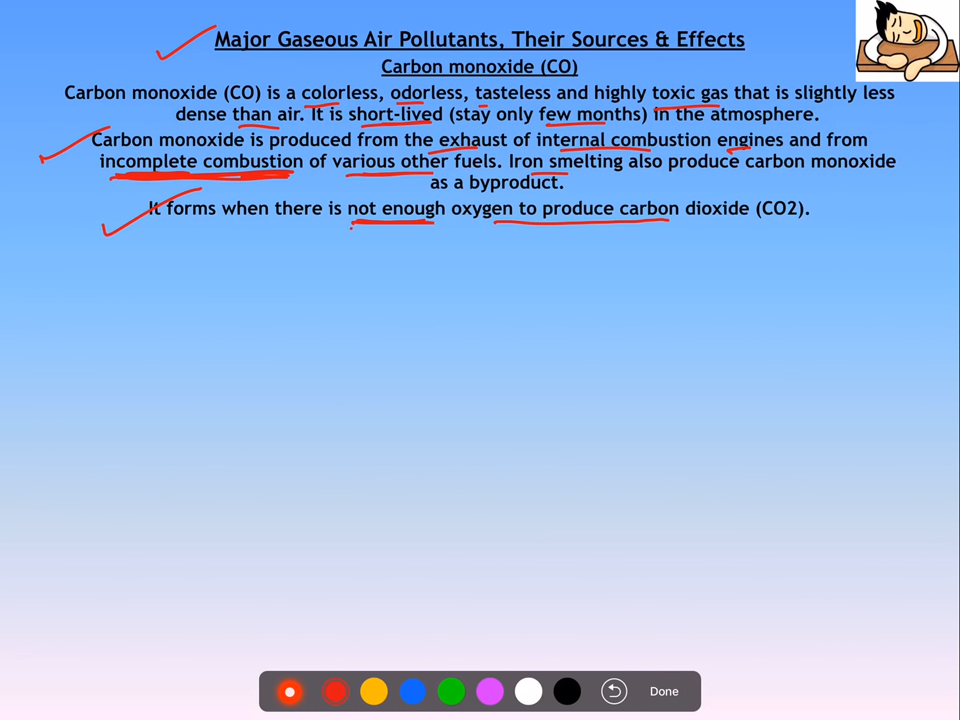 Major Gaseous Air Pollutants, Their Sources & Effects
Carbon monoxide (CO)
Carbon monoxide (CO) is a colorless, odorless, tasteless and highly toxic gas that is slightly less
dense than air. It is short-lived (stay only few months) in the atmosphere.
Carbon monoxide is produced from the exhaust of internal combustion engines and from
incomplete combustion of various other fuels. Iron smelting also produce carbon monoxide
as a byproduct.
It forms when there is not enough oxygen to produce carbon dioxide (CO2).
Done